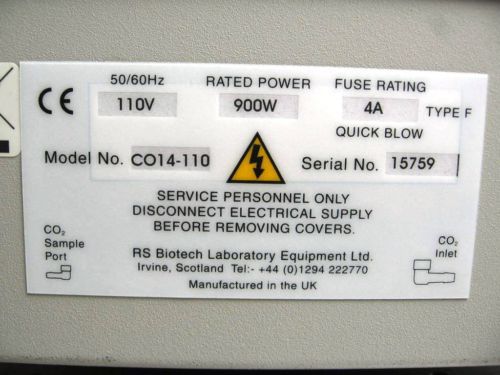 50/60Hz RATED POWER FUSE RATING
CE 110V 900W 4A TYPE F
QUICK BLOW
Model No. CO14-110 Serial No. 15759
SERVICE PERSONNEL ONLY
DISCONNECT ELECTRICAL SUPPLY
BEFORE REMOVING COVERS.
CO₂
Sample
Port
RS Biotech Laboratory Equipment Ltd.
Irvine, Scotland Tel:- +44 (0)1294 222770
Manufactured in the UK
CO₂
Inlet